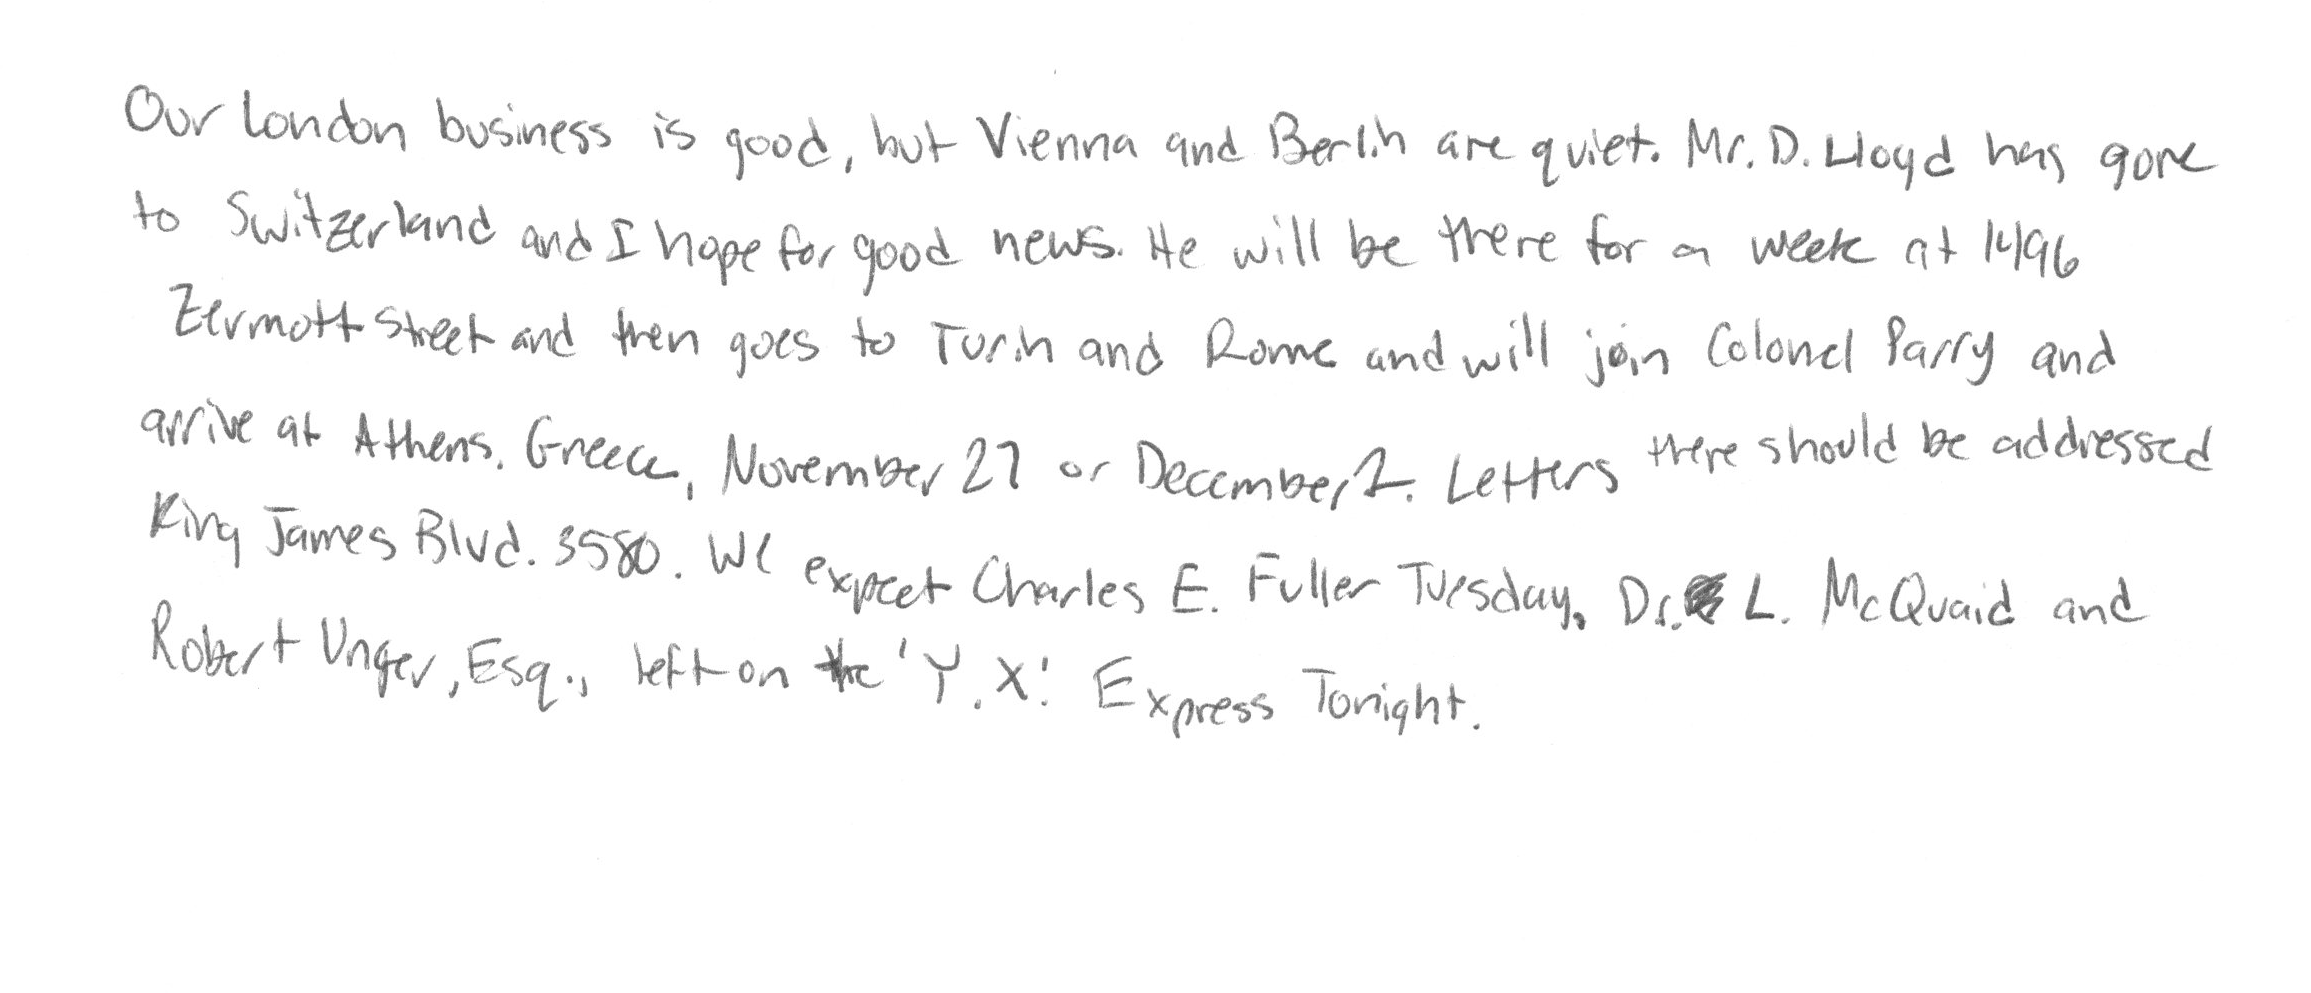 Our London business is good, but Vienna and Berlin are quiet. Mr. D. Lloyd has gone
to Switzerland and I hope for good news. He will be there for a week at 1496
Zermott Street and then goes to Turin and Rome and will join Colonel Parry and
arrive at Athens, Greece, November 27 or December 2. Letters there should be addressed
King James Blvd. 3580. We expect Charles E. Fuller Tuesday. Dr. L. McQuaid and
Robert Unger, Esq., left on the 'Y.X.' Express Tonight.